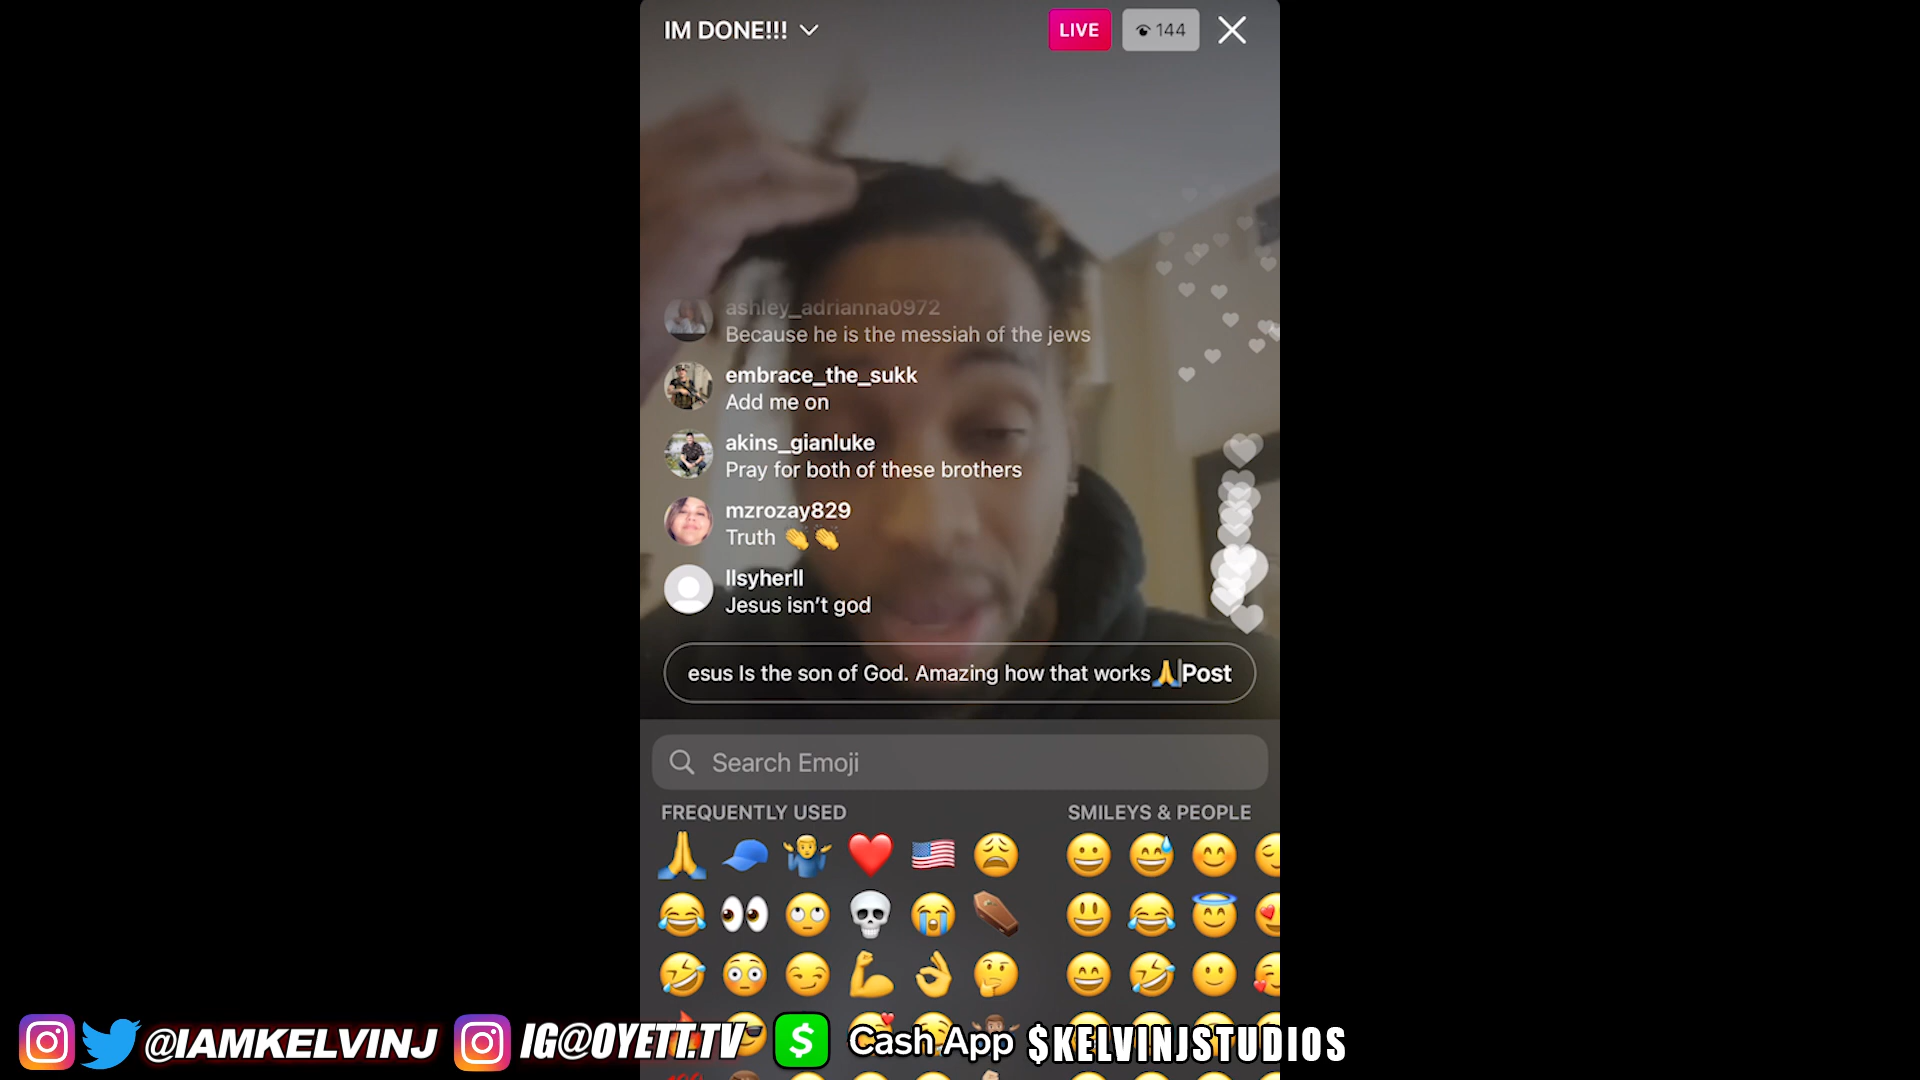 IM DONE!!!
LIVE
144
ashley_adrianna0972
Because he is the messiah of the jews
embrace_the_sukk
Add me on
akins_gianluke
Pray for both of these brothers
mzrozay829
Truth 👏 👏
llsyherll
Jesus isn’t god
esus Is the son of God. Amazing how that works🙏
Post
Search Emoji
FREQUENTLY USED
SMILEYS & PEOPLE
@IAMKELVINJ
IG@OYETT.TV
$
Cash App
$KELVINJSTUDIOS